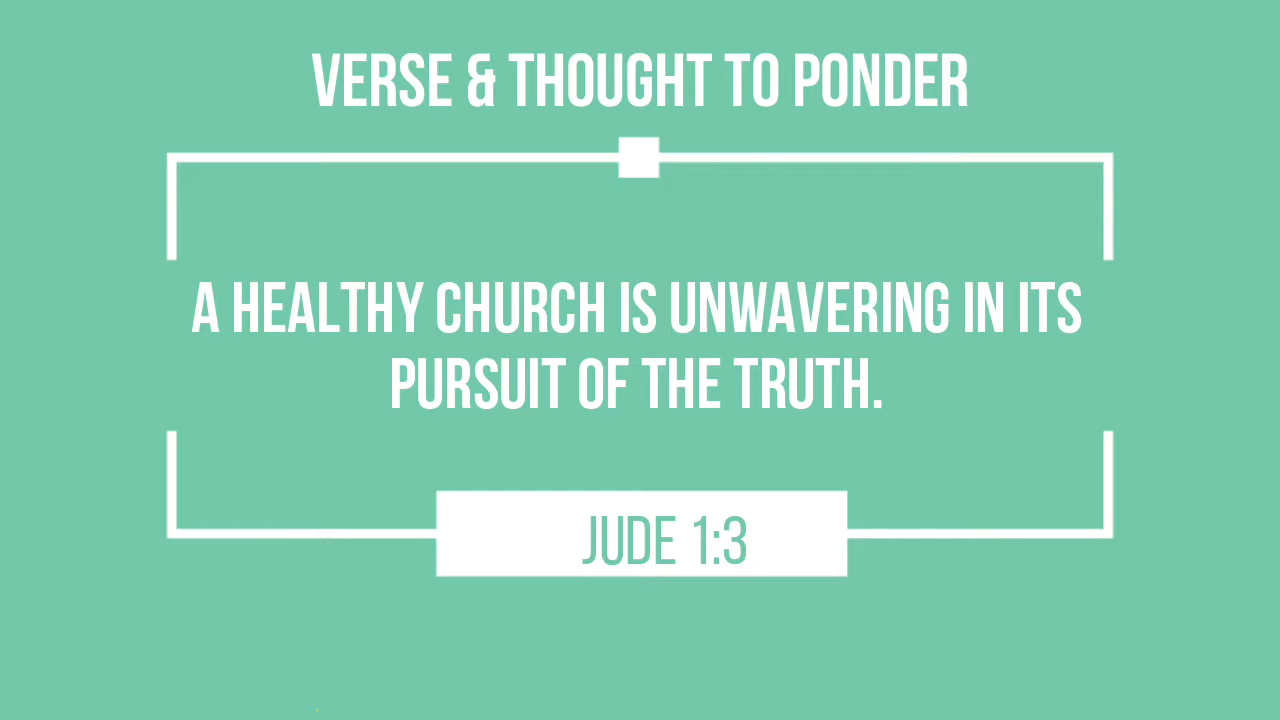 VERSE & THOUGHT TO PONDER
A HEALTHY CHURCH IS UNWAVERING IN ITS
PURSUIT OF THE TRUTH.
JUDE 1:3